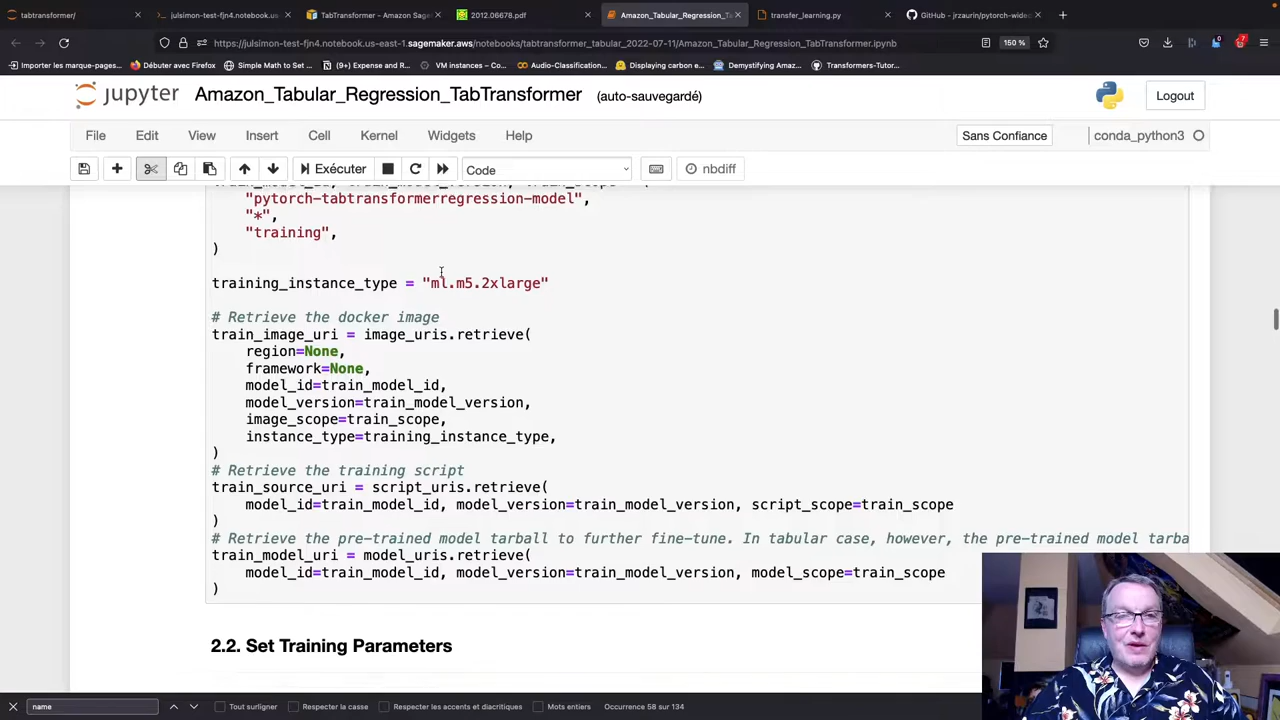 tabtransformer/
julsimon-test-fjn4.notebook.us
TabTransformer – Amazon Sag
2012.06678.pdf
Amazon_Tabular_Regression_T
transfer_learning.py
GitHub - jrzaurin/pytorch-wide
https://julsimon-test-fjn4.notebook.us-east-1.sagemaker.aws/notebooks/tabtransformer_tabular_2022-07-11/Amazon_Tabular_Regression_TabTransformer.ipynb
150 %
Importer les marque-pages…
Débuter avec Firefox
Simple Math to Set …
(9+) Expense and R…
VM instances – Co…
Audio-Classification…
Displaying carbon e…
Demystifying Amaz…
Transformers-Tutor…
jupyter
Amazon_Tabular_Regression_TabTransformer
(auto-sauvegardé)
Logout
File Edit View Insert Cell Kernel Widgets Help
Sans Confiance
conda_python3
Exécuter
Code
nbdiff
"pytorch-tabtransformerregression-model",
"*",
"training",
)
training_instance_type = "ml.m5.2xlarge"
# Retrieve the docker image
train_image_uri = image_uris.retrieve(
region=None,
framework=None,
model_id=train_model_id,
model_version=train_model_version,
image_scope=train_scope,
instance_type=training_instance_type,
)
# Retrieve the training script
train_source_uri = script_uris.retrieve(
model_id=train_model_id, model_version=train_model_version, script_scope=train_scope
)
# Retrieve the pre-trained model tarball to further fine-tune. In tabular case, however, the pre-trained model tarba
train_model_uri = model_uris.retrieve(
model_id=train_model_id, model_version=train_model_version, model_scope=train_scope
)
2.2. Set Training Parameters
name
Tout surligner
Respecter la casse
Respecter les accents et diacritiques
Mots entiers
Occurrence 58 sur 134